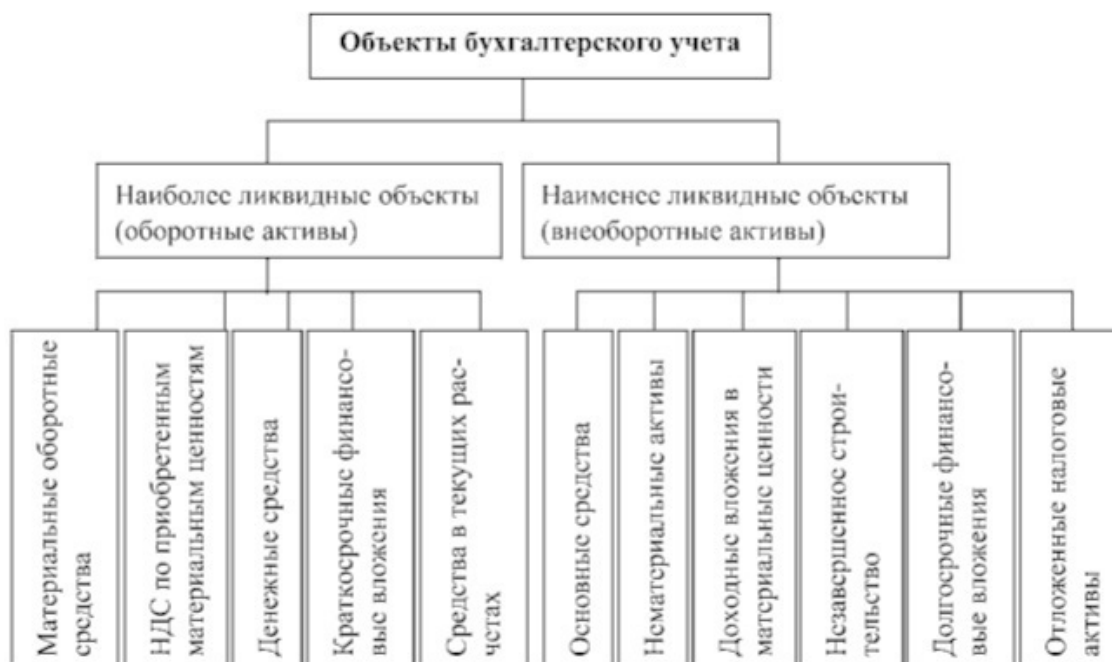 Объекты бухгалтерского учета
Наиболее ликвидные объекты
(оборотные активы)
Наименее ликвидные объекты
(внеоборотные активы)
Материальные оборотные
средства
НДС по приобретенным
материальным ценностям
Денежные средства
Краткосрочные финансо-
вые вложения
Средства в текущих рас-
четах
Основные средства
Нематериальные активы
Доходные вложения в
материальные ценности
Незавершенное строи-
тельство
Долгосрочные финансо-
вые вложения
Отложенные налоговые
активы